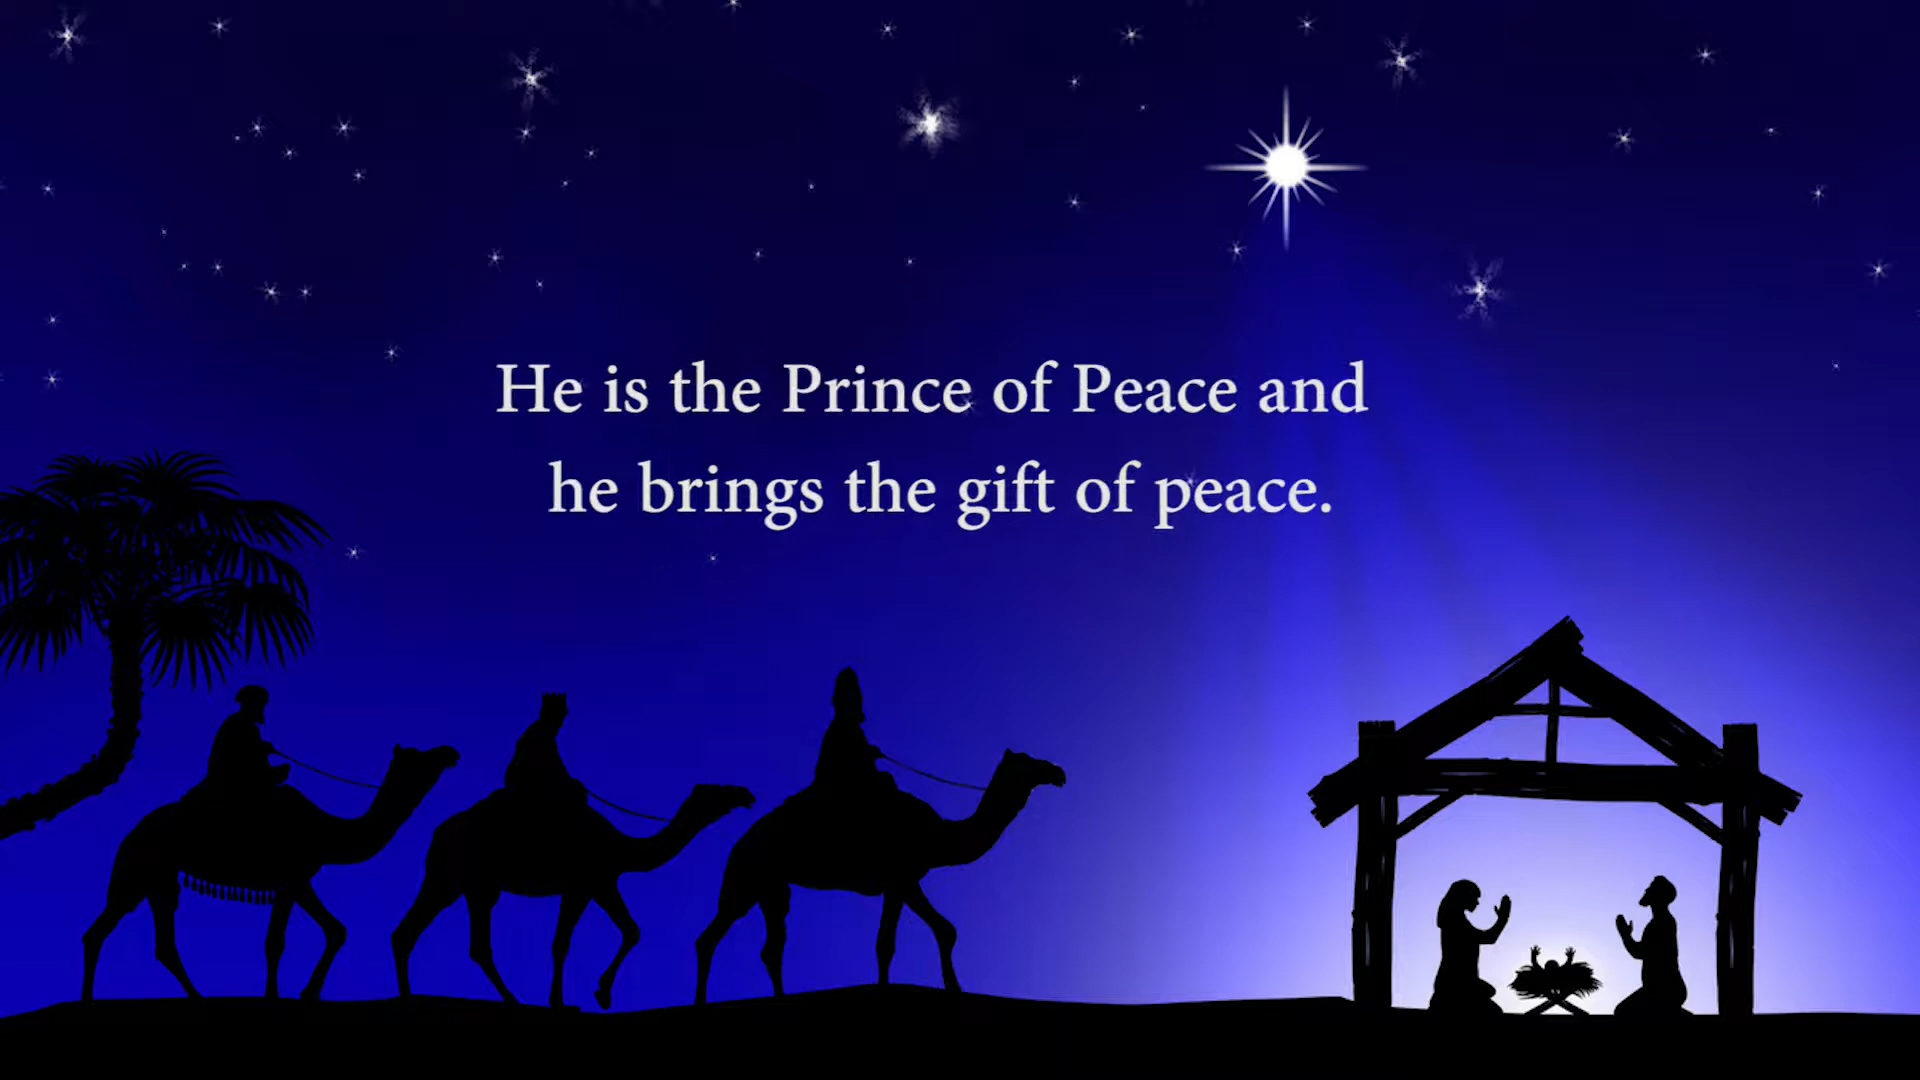 He is the Prince of Peace and
he brings the gift of peace.